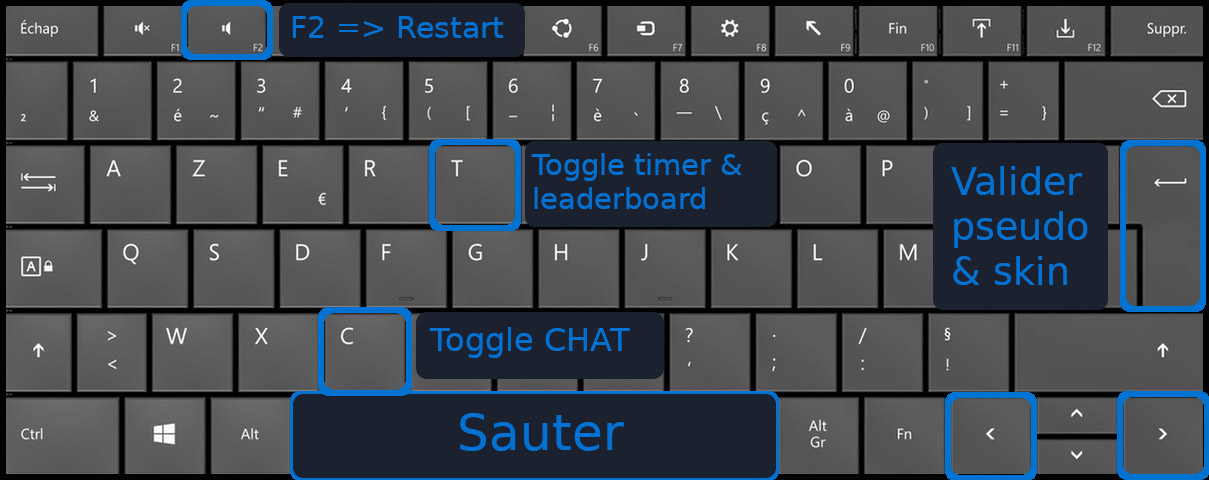 Échap F1 F2 F2 => Restart F6 F7 F8 F9 Fin F10 F11 F12 Suppr.
1 2 3 4 5 6 7 8 9 0 ° +
² & é ~ " # ' { ( [ - ¦ è ` — \ ç ^ à @ ) ] = }
A Z E € R T Toggle timer & O P
leaderboard
Valider
pseudo
& skin
A Q S D F G H J K L M
> W X C Toggle CHAT ? . / §
< , ; : !
Ctrl Alt Sauter Alt Fn < >
Gr